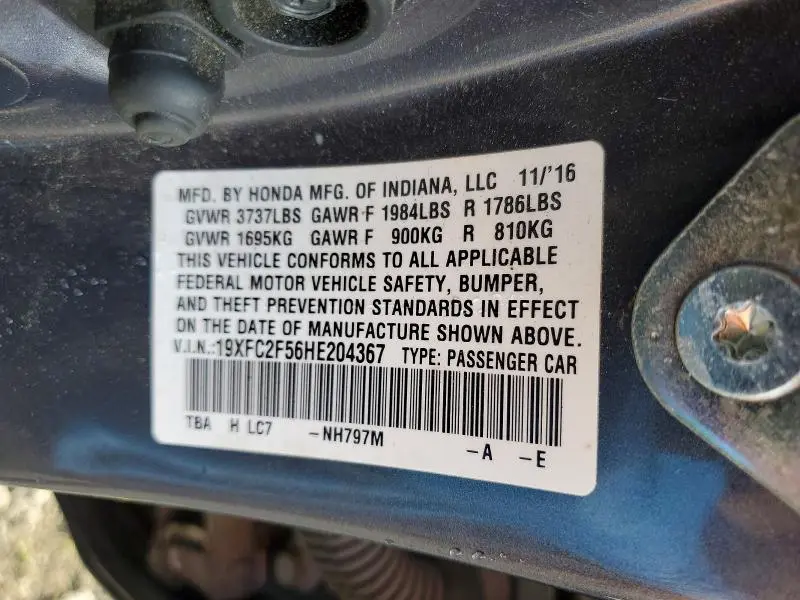 MFD. BY HONDA MFG. OF INDIANA, LLC 11/'16
GVWR 3737LBS GAWR F 1984LBS R 1786LBS
GVWR 1695KG GAWR F 900KG R 810KG
THIS VEHICLE CONFORMS TO ALL APPLICABLE
FEDERAL MOTOR VEHICLE SAFETY, BUMPER,
AND THEFT PREVENTION STANDARDS IN EFFECT
ON THE DATE OF MANUFACTURE SHOWN ABOVE.
V.I.N.:19XFC2F56HE204367 TYPE: PASSENGER CAR
TBA H LC7 -NH797M -A -E